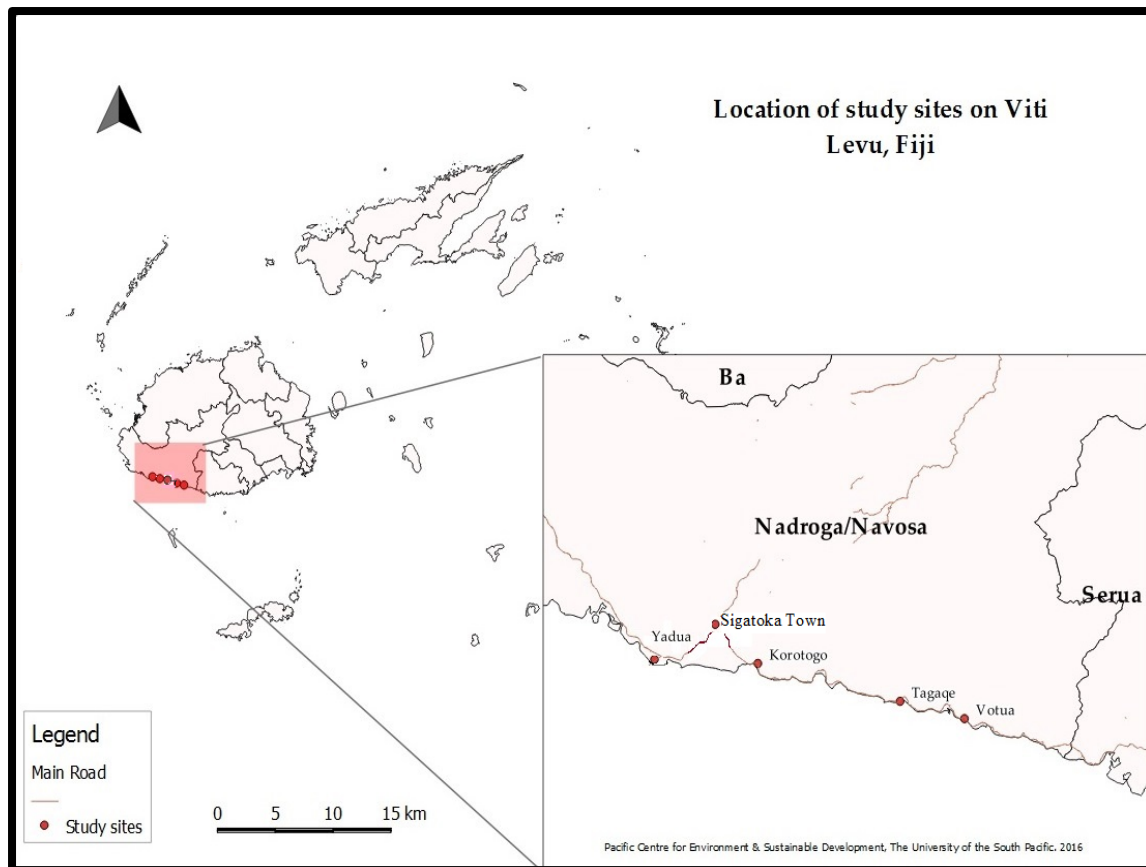 Location of study sites on Viti
Levu, Fiji
Ba
Nadroga/Navosa
Serua
Sigatoka Town
Yadua
Korotogo
Tagaqe
Votua
Legend
Main Road
Study sites
0 5 10 15 km
Pacific Centre for Environment & Sustainable Development, The University of the South Pacific. 2016